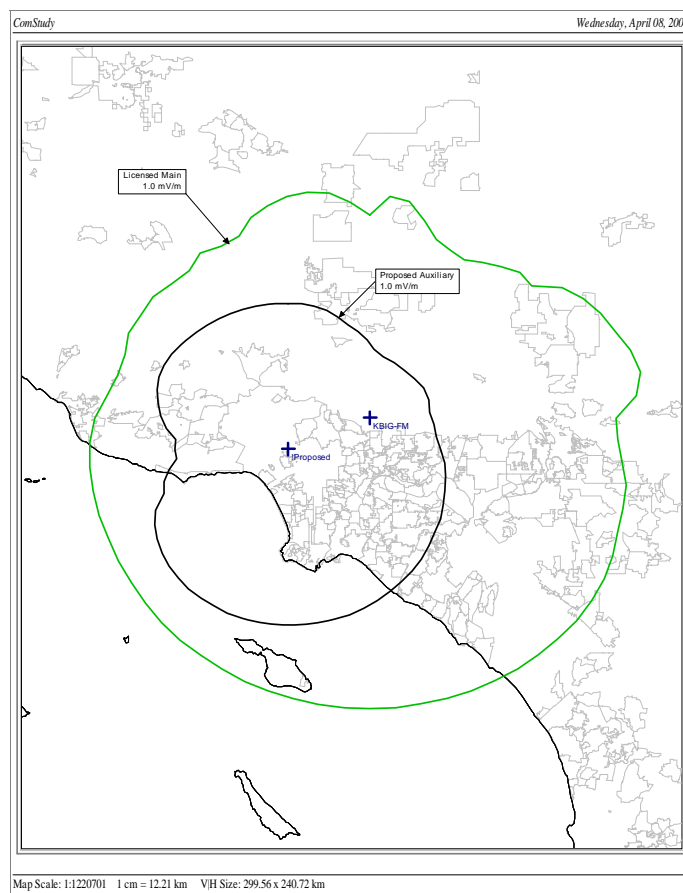 ComStudy
Wednesday, April 08, 200
Licensed Main
1.0 mV/m
Proposed Auxiliary
1.0 mV/m
KBIG-FM
!Proposed
Map Scale: 1:1220701 1 cm = 12.21 km V|H Size: 299.56 x 240.72 km